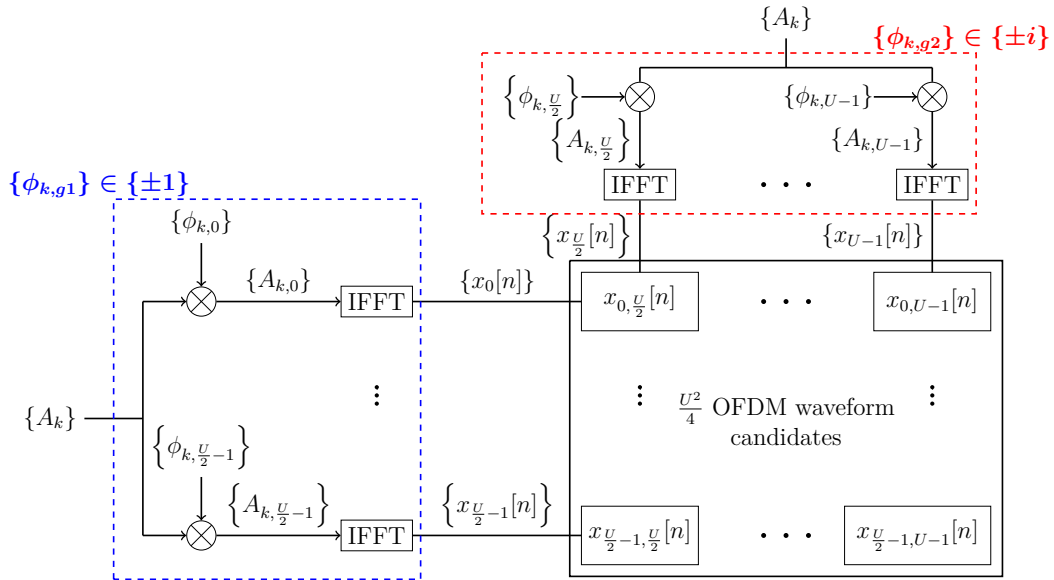 {A_k}
{ϕ_{k,g2}} ∈ {±i}
{ϕ_{k,U/2}}
{ϕ_{k,U−1}}
{A_{k,U/2}}
{A_{k,U−1}}
IFFT
· · ·
IFFT
{ϕ_{k,g1}} ∈ {±1}
{ϕ_{k,0}}
{x_{U/2}[n]}
{x_{U−1}[n]}
{A_{k,0}}
IFFT
{x_0[n]}
x_{0,U/2}[n]
· · ·
x_{0,U−1}[n]
⋮
⋮
⋮
{A_k}
U²/4 OFDM waveform
candidates
{ϕ_{k,U/2−1}}
{A_{k,U/2−1}}
IFFT
{x_{U/2−1}[n]}
x_{U/2−1,U/2}[n]
· · ·
x_{U/2−1,U−1}[n]